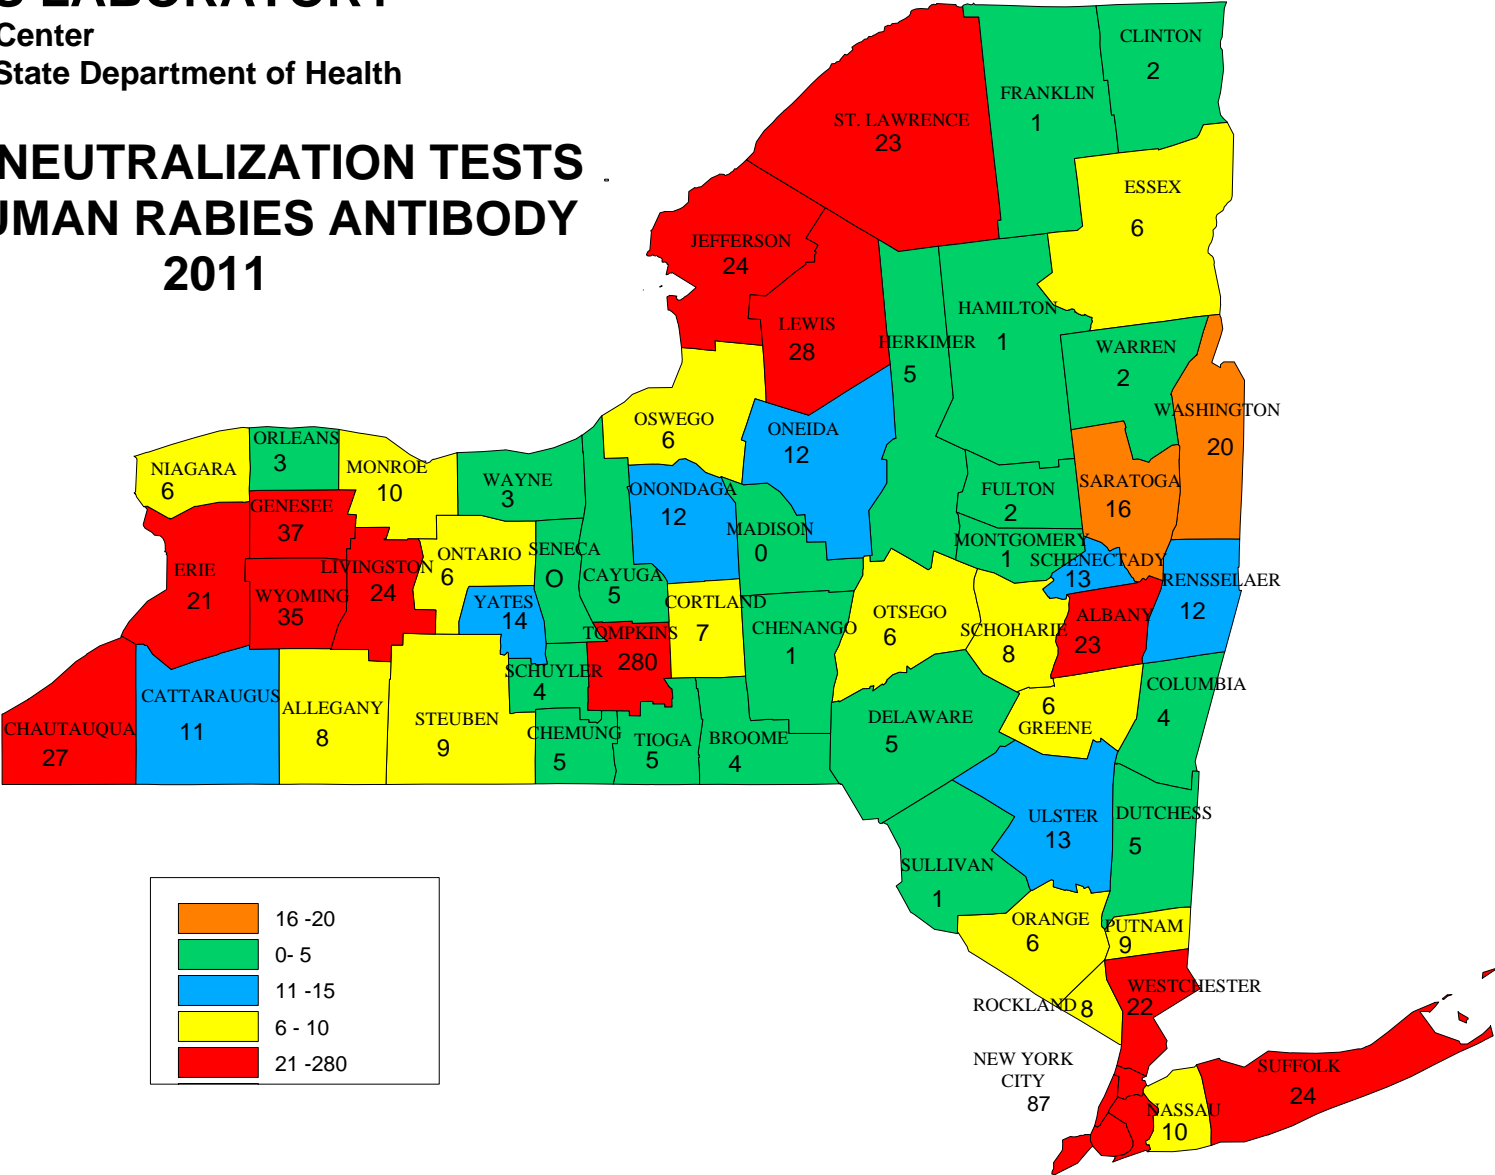 LABORATORY
Center
State Department of Health
NEUTRALIZATION TESTS
RABIES ANTIBODY
2011
CLINTON
2
FRANKLIN
1
ST. LAWRENCE
23
ESSEX
6
JEFFERSON
24
LEWIS
28
HAMILTON
1
HERKIMER
5
WARREN
2
WASHINGTON
20
OSWEGO
6
ONEIDA
12
ORLEANS
3
NIAGARA
6
MONROE
10
WAYNE
3
ONONDAGA
12
MADISON
0
FULTON
2
SARATOGA
16
GENESEE
37
MONTGOMERY
1
SCHENECTADY
13
ONTARIO
6
SENECA
O
CAYUGA
5
ERIE
21
WYOMING
35
LIVINGSTON
24
YATES
14
CORTLAND
7
RENSSELAER
12
ALBANY
23
OTSEGO
6
SCHOHARIE
8
CHENANGO
1
TOMPKINS
280
SCHUYLER
4
COLUMBIA
4
CATTARAUGUS
11
ALLEGANY
8
STEUBEN
9
CHAUTAUQUA
27
CHEMUNG
5
TIOGA
5
BROOME
4
DELAWARE
5
6
GREENE
ULSTER
13
DUTCHESS
5
SULLIVAN
1
ORANGE
6
PUTNAM
9
WESTCHESTER
22
ROCKLAND 8
NEW YORK
CITY
87
SUFFOLK
24
NASSAU
10
16 -20
0- 5
11 -15
6 - 10
21 -280